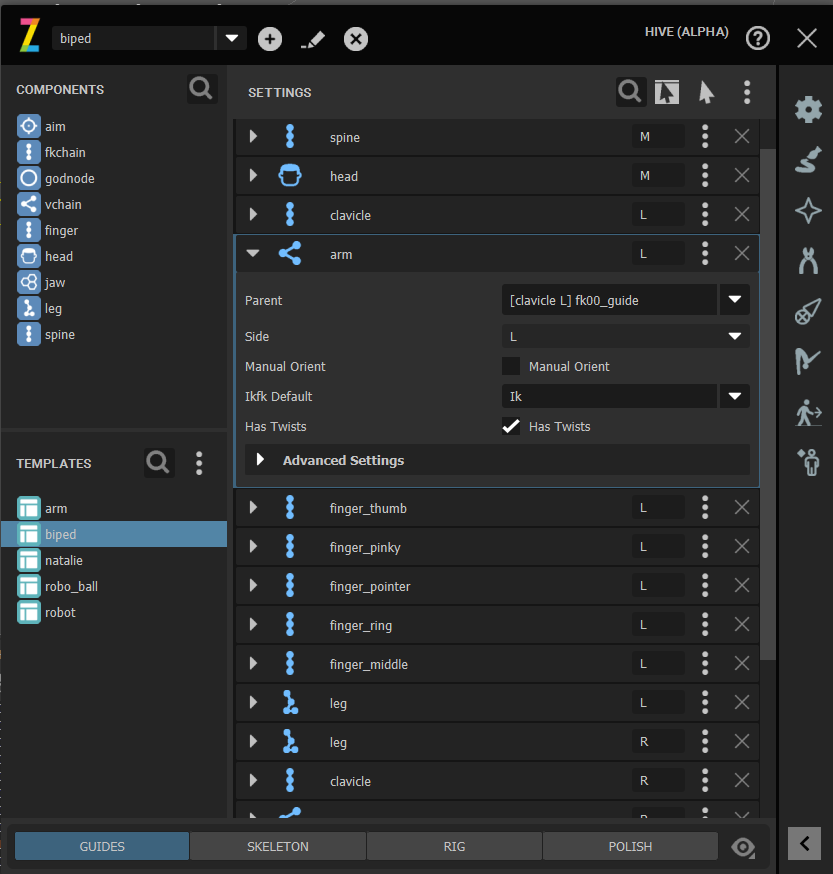 biped
HIVE (ALPHA)
COMPONENTS
aim
fkchain
godnode
vchain
finger
head
jaw
leg
spine
TEMPLATES
arm
biped
natalie
robo_ball
robot
SETTINGS
spine M
head M
clavicle L
arm L
Parent [clavicle L] fk00_guide
Side L
Manual Orient Manual Orient
Ikfk Default Ik
Has Twists Has Twists
Advanced Settings
finger_thumb L
finger_pinky L
finger_pointer L
finger_ring L
finger_middle L
leg L
leg R
clavicle R
GUIDES SKELETON RIG POLISH